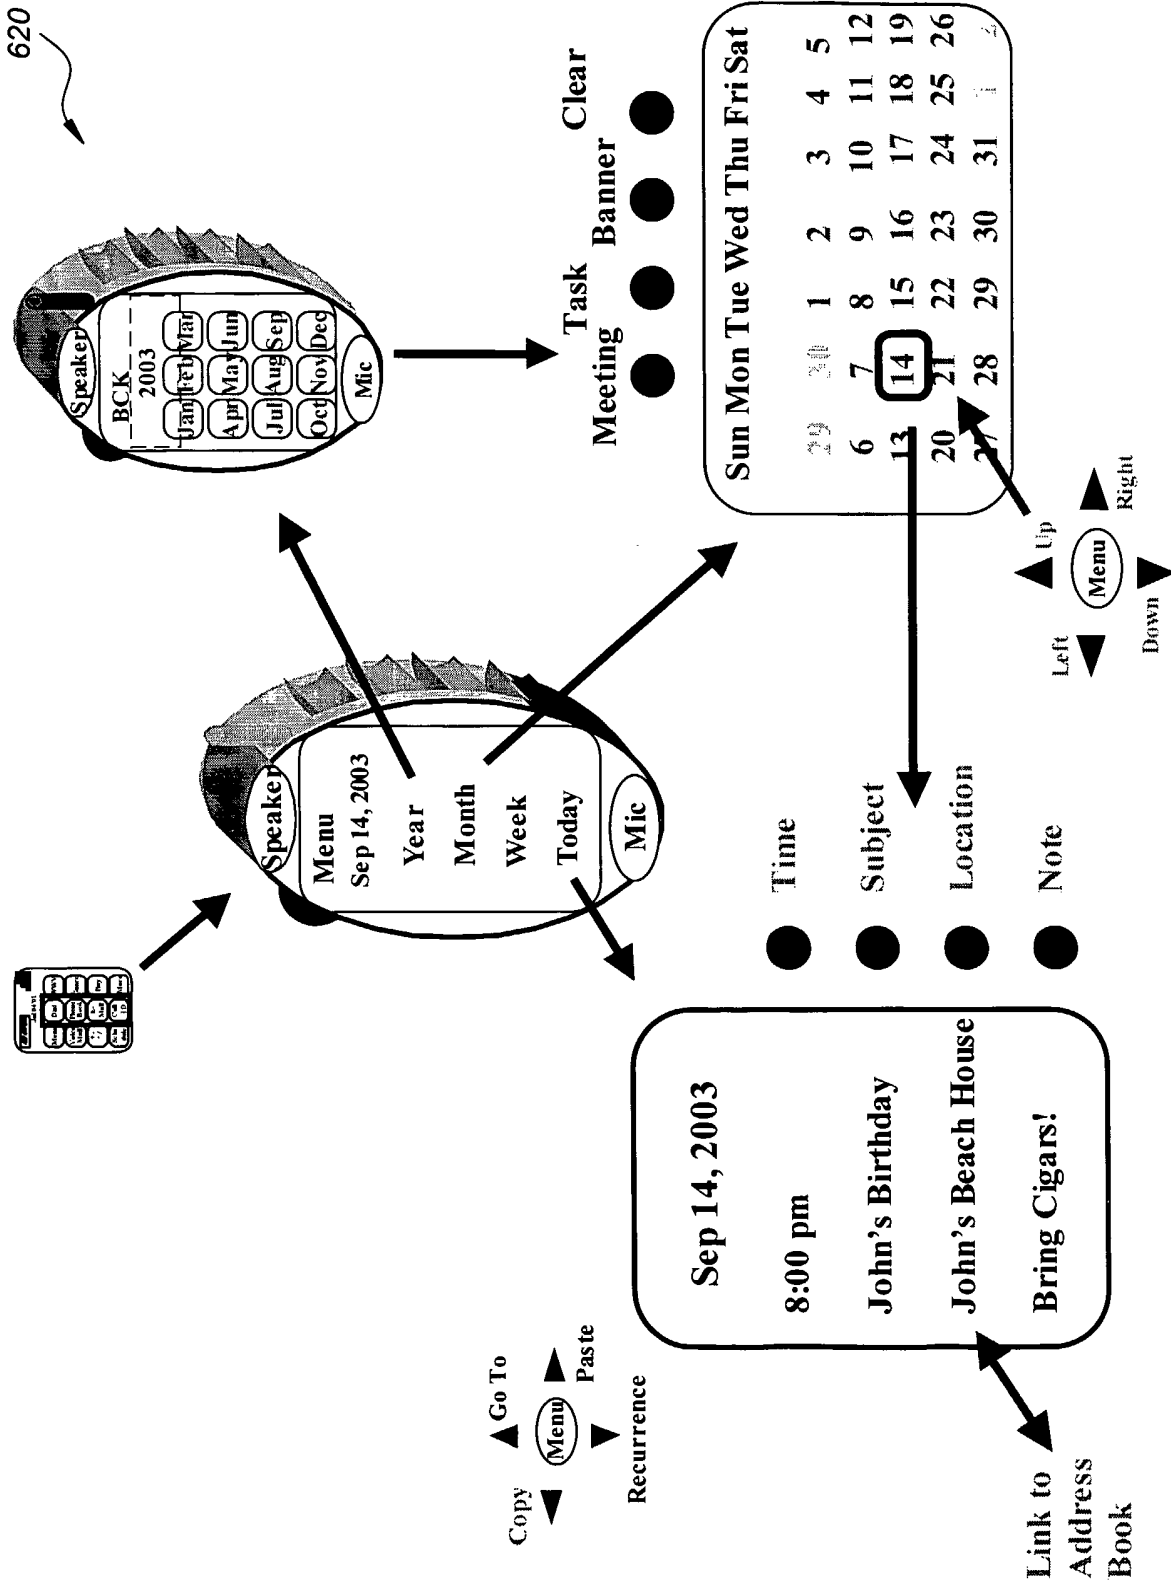 620
Speaker
BCK
2003
Jan Feb Mar
Apr May Jun
Jul Aug Sep
Oct Nov Dec
Mic
Speaker
Menu
Sep 14, 2003
Year
Month
Week
Today
Mic
Meeting
Task
Banner
Clear
Sun Mon Tue Wed Thu Fri Sat
29 30 1 2 3 4 5
6 7 8 9 10 11 12
13 14 15 16 17 18 19
20 21 22 23 24 25 26
27 28 29 30 31 1 2
Left
Up
Menu
Right
Down
Copy
Go To
Menu
Paste
Recurrence
Sep 14, 2003
8:00 pm
John's Birthday
John's Beach House
Bring Cigars!
Time
Subject
Location
Note
Link to
Address
Book